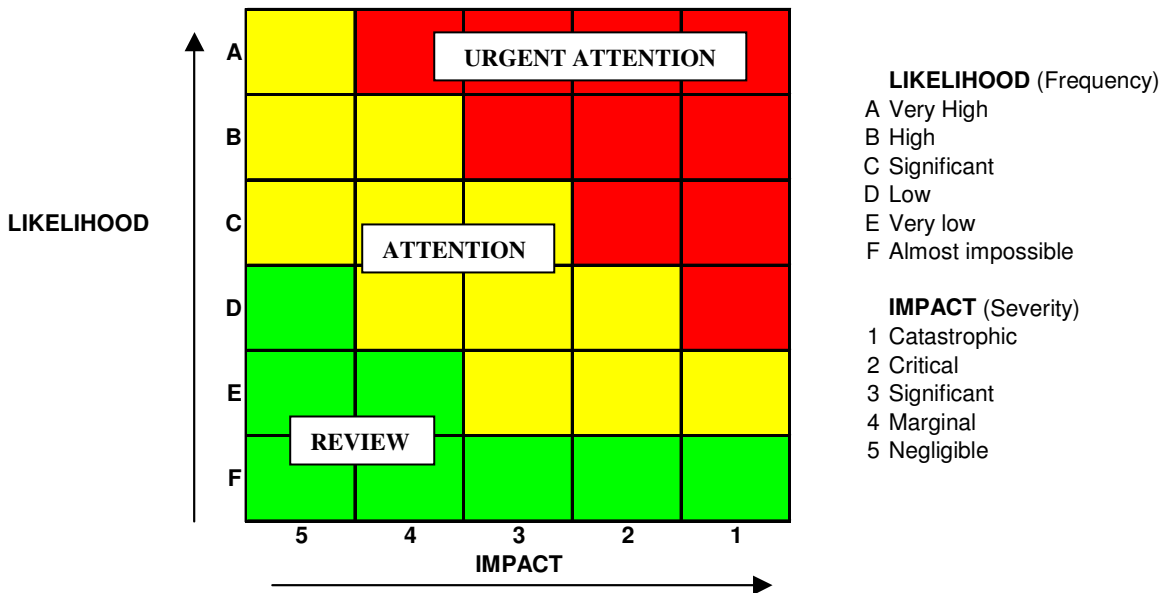 A
URGENT ATTENTION
B
C
ATTENTION
D
E
REVIEW
F
LIKELIHOOD
5 4 3 2 1
IMPACT
LIKELIHOOD (Frequency)
A Very High
B High
C Significant
D Low
E Very low
F Almost impossible
IMPACT (Severity)
1 Catastrophic
2 Critical
3 Significant
4 Marginal
5 Negligible